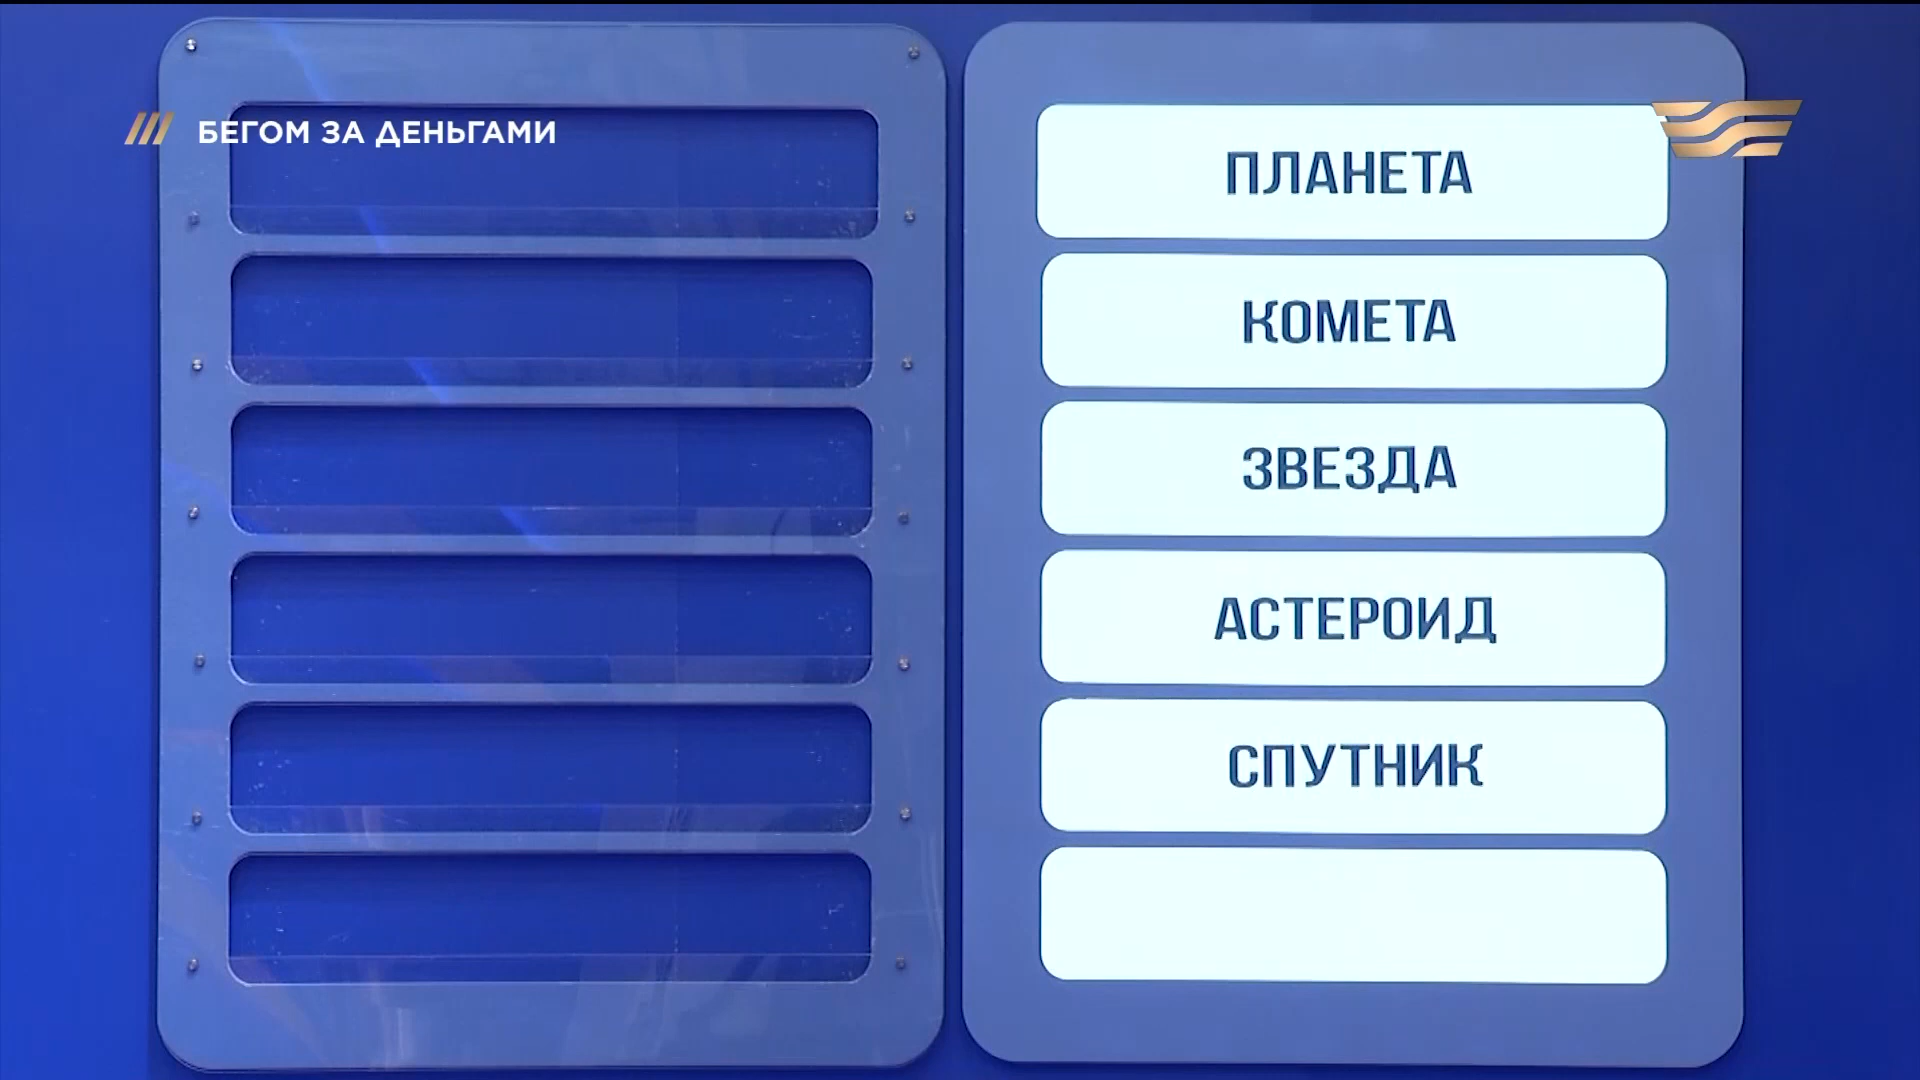 БЕГОМ ЗА ДЕНЬГАМИ
ПЛАНЕТА
КОМЕТА
ЗВЕЗДА
АСТЕРОИД
СПУТНИК